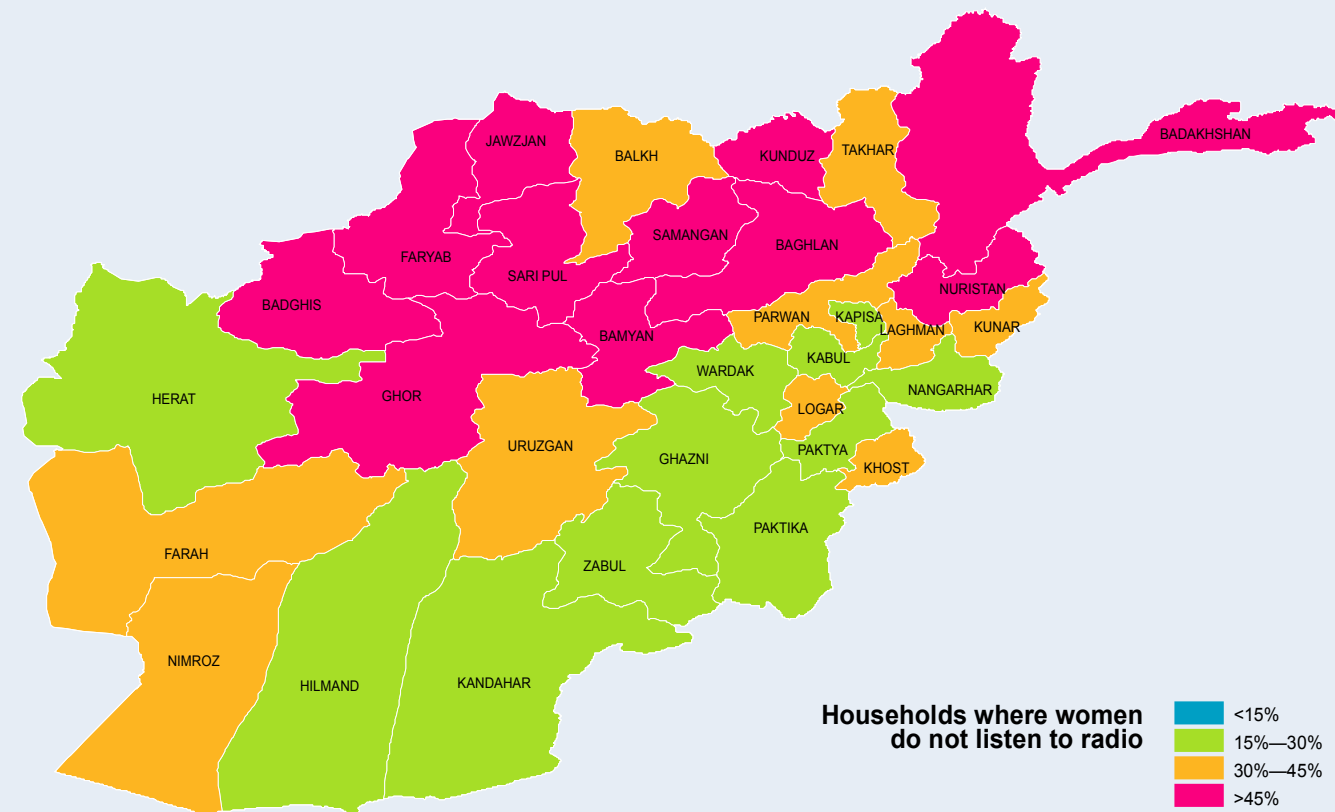 BADAKHSHAN
JAWZJAN
BALKH
KUNDUZ
TAKHAR
SAMANGAN
BAGHLAN
FARYAB
SARI PUL
NURISTAN
BADGHIS
PARWAN
KAPISA
LAGHMAN
KUNAR
BAMYAN
KABUL
WARDAK
NANGARHAR
HERAT
GHOR
LOGAR
URUZGAN
GHAZNI
PAKTYA
KHOST
PAKTIKA
FARAH
ZABUL
NIMROZ
HILMAND
KANDAHAR
Households where women
do not listen to radio
<15%
15%—30%
30%—45%
>45%